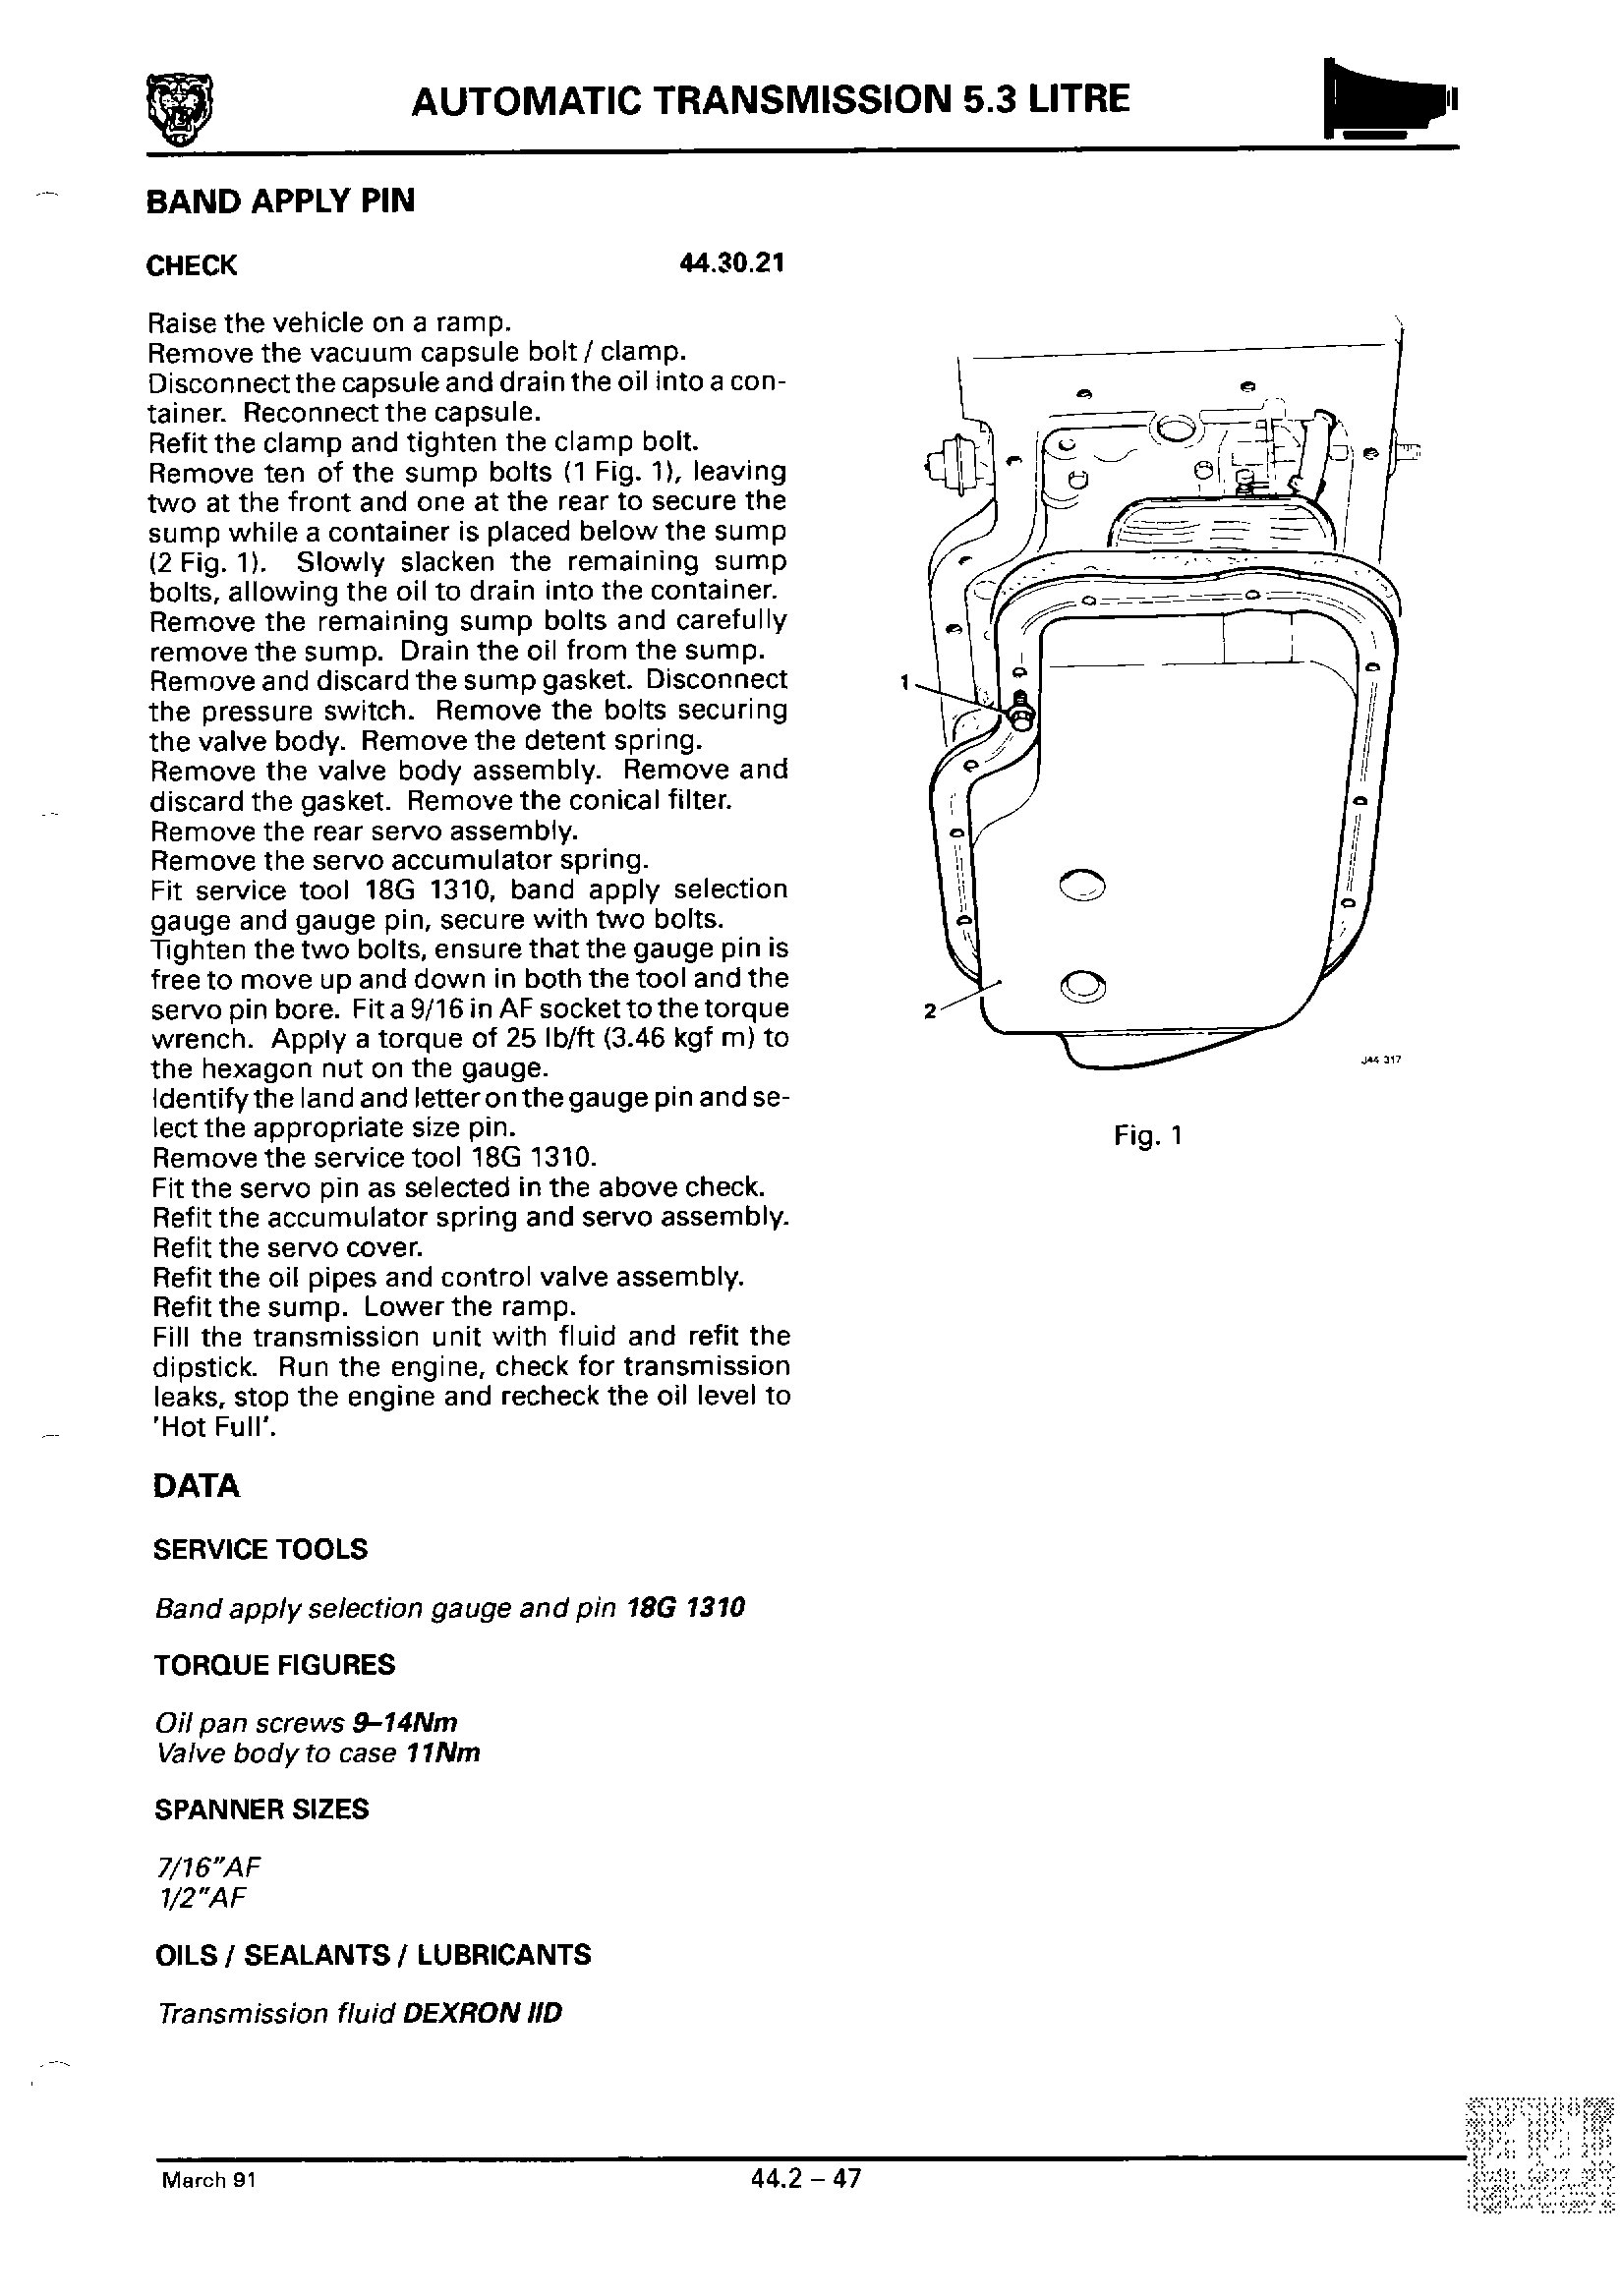 AUTOMATIC TRANSMISSION 5.3 LITRE
BAND APPLY PIN
CHECK 44.30.21
Raise the vehicle on a ramp.
Remove the vacuum capsule bolt / clamp.
Disconnect the capsule and drain the oil into a con-
tainer. Reconnect the capsule.
Refit the clamp and tighten the clamp bolt.
Remove ten of the sump bolts (1 Fig. 1), leaving
two at the front and one at the rear to secure the
sump while a container is placed below the sump
(2 Fig. 1). Slowly slacken the remaining sump
bolts, allowing the oil to drain into the container.
Remove the remaining sump bolts and carefully
remove the sump. Drain the oil from the sump.
Remove and discard the sump gasket. Disconnect
the pressure switch. Remove the bolts securing
the valve body. Remove the detent spring.
Remove the valve body assembly. Remove and
discard the gasket. Remove the conical filter.
Remove the rear servo assembly.
Remove the servo accumulator spring.
Fit service tool 18G 1310, band apply selection
gauge and gauge pin, secure with two bolts.
Tighten the two bolts, ensure that the gauge pin is
free to move up and down in both the tool and the
servo pin bore. Fit a 9/16 in AF socket to the torque
wrench. Apply a torque of 25 lb/ft (3.46 kgf m) to
the hexagon nut on the gauge.
Identify the land and letter on the gauge pin and se-
lect the appropriate size pin.
Remove the service tool 18G 1310.
Fit the servo pin as selected in the above check.
Refit the accumulator spring and servo assembly.
Refit the servo cover.
Refit the oil pipes and control valve assembly.
Refit the sump. Lower the ramp.
Fill the transmission unit with fluid and refit the
dipstick. Run the engine, check for transmission
leaks, stop the engine and recheck the oil level to
'Hot Full'.
DATA
SERVICE TOOLS
Band apply selection gauge and pin 18G 1310
TORQUE FIGURES
Oil pan screws 9–14Nm
Valve body to case 11Nm
SPANNER SIZES
7/16"AF
1/2"AF
OILS / SEALANTS / LUBRICANTS
Transmission fluid DEXRON IID
1
2
J44 317
Fig. 1
March 91
44.2 – 47